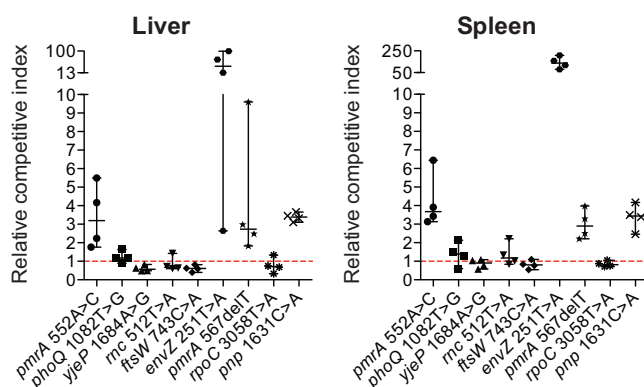 Liver
Relative competitive index
100
13
10
9
8
7
6
5
4
3
2
1
0
pmrA 552A>C
phoQ 1082T>G
yjeP 1684A>G
rnc 512T>A
ftsW 743C>A
envZ 251T>A
pmrA 567delT
rpoC 3058T>A
pnp 1631C>A
Spleen
Relative competitive index
250
50
10
9
8
7
6
5
4
3
2
1
0
pmrA 552A>C
phoQ 1082T>G
yjeP 1684A>G
rnc 512T>A
ftsW 743C>A
envZ 251T>A
pmrA 567delT
rpoC 3058T>A
pnp 1631C>A